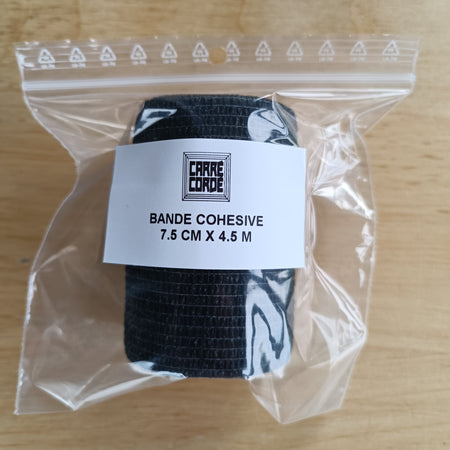 CARRÉ
CORDE
BANDE COHESIVE
7.5 CM X 4.5 M